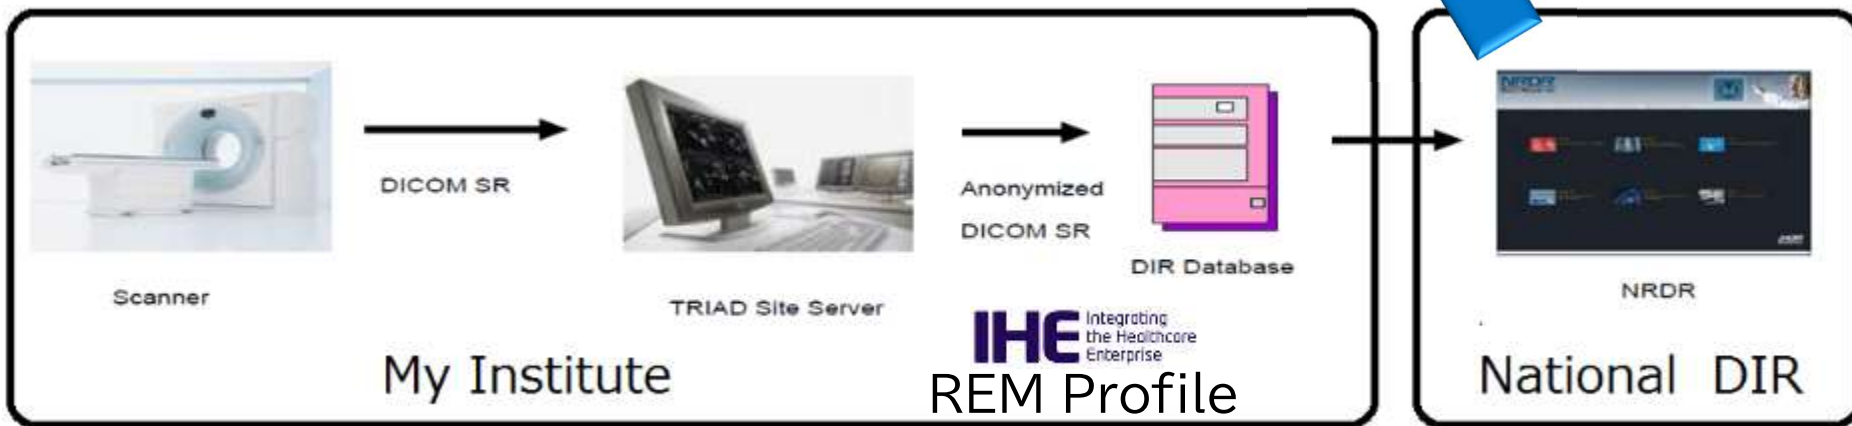 DICOM SR
Anonymized
DICOM SR
Scanner
TRIAD Site Server
DIR Database
NRDR
NRDR
IHE
Integrating
the Healthcare
Enterprise
My Institute
REM Profile
National DIR